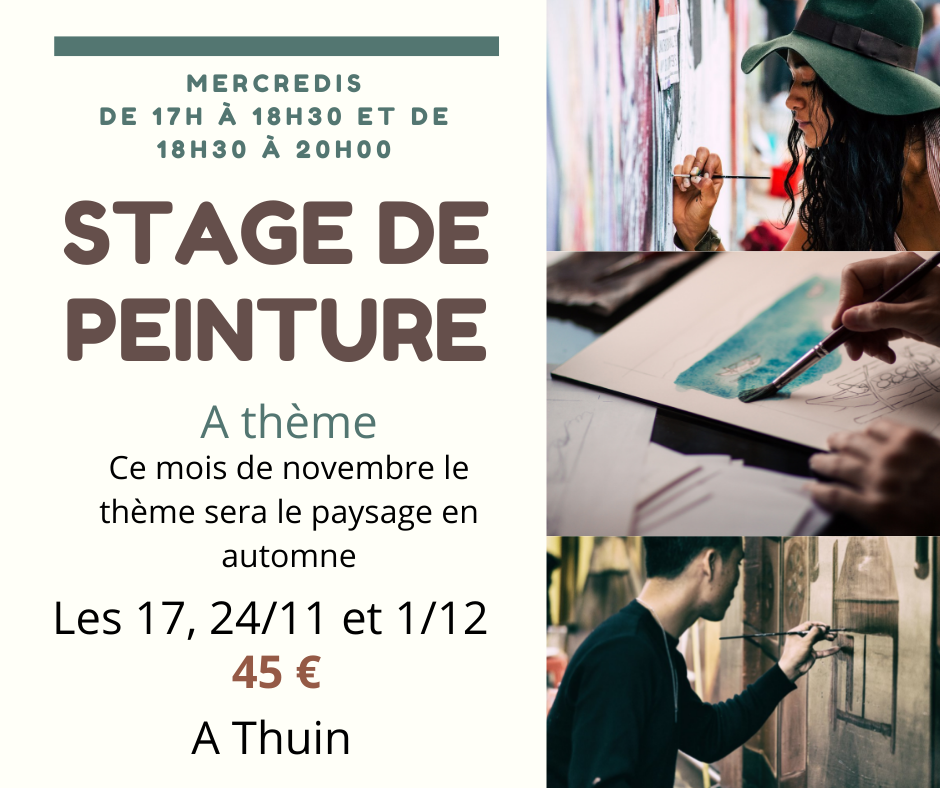 MERCREDIS
DE 17H À 18H30 ET DE
18H30 À 20H00
STAGE DE
PEINTURE
A thème
Ce mois de novembre le
thème sera le paysage en
automne
Les 17, 24/11 et 1/12
45 €
A Thuin